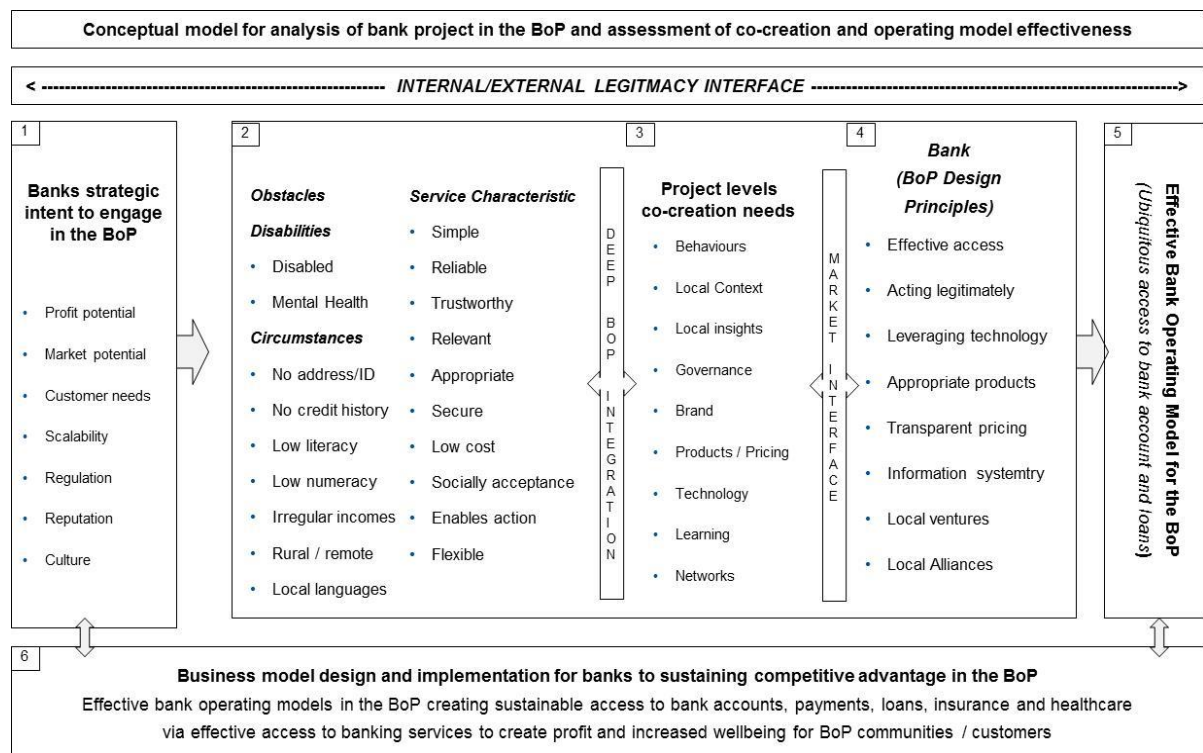 Conceptual model for analysis of bank project in the BoP and assessment of co-creation and operating model effectiveness
< ---------------------------------------------------------- INTERNAL/EXTERNAL LEGITMACY INTERFACE -------------------------------------------------------------->
1
Banks strategic
intent to engage
in the BoP
• Profit potential
• Market potential
• Customer needs
• Scalability
• Regulation
• Reputation
• Culture
2
Obstacles
Disabilities
• Disabled
• Mental Health
Circumstances
• No address/ID
• No credit history
• Low literacy
• Low numeracy
• Irregular incomes
• Rural / remote
• Local languages
Service Characteristic
• Simple
• Reliable
• Trustworthy
• Relevant
• Appropriate
• Secure
• Low cost
• Socially acceptance
• Enables action
• Flexible
DEEP BOP INTEGRATION
3
Project levels
co-creation needs
• Behaviours
• Local Context
• Local insights
• Governance
• Brand
• Products / Pricing
• Technology
• Learning
• Networks
MARKET INTERFACE
4
Bank
(BoP Design
Principles)
• Effective access
• Acting legitimately
• Leveraging technology
• Appropriate products
• Transparent pricing
• Information systemtry
• Local ventures
• Local Alliances
5
Effective Bank Operating Model for the BoP
(Ubiquitous access to bank account and loans)
6
Business model design and implementation for banks to sustaining competitive advantage in the BoP
Effective bank operating models in the BoP creating sustainable access to bank accounts, payments, loans, insurance and healthcare
via effective access to banking services to create profit and increased wellbeing for BoP communities / customers